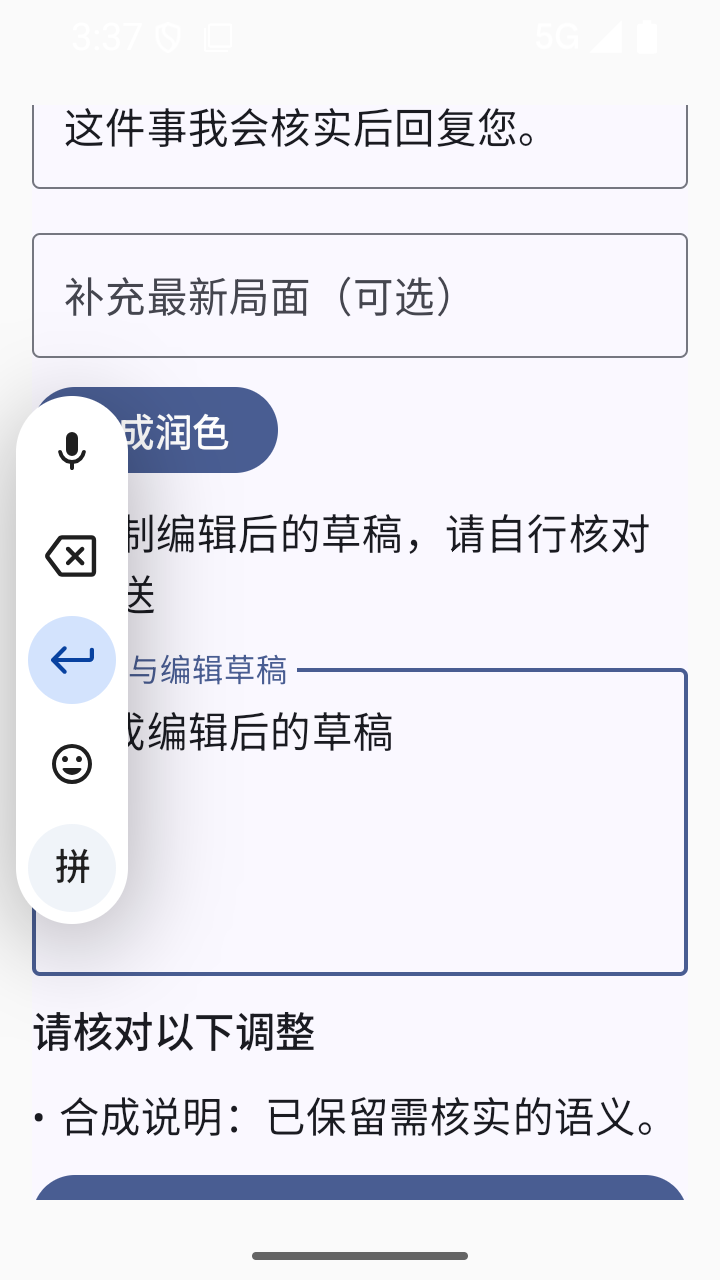 3:37
5G
这件事我会核实后回复您。
补充最新局面（可选）
成润色
制编辑后的草稿，请自行核对
送
与编辑草稿
成编辑后的草稿
拼
请核对以下调整
• 合成说明：已保留需核实的语义。